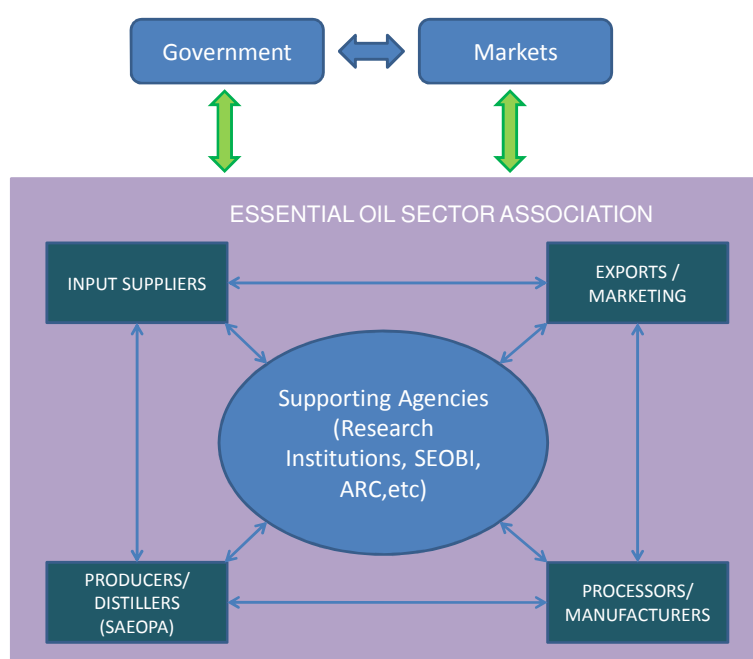 Government
Markets
ESSENTIAL OIL SECTOR ASSOCIATION
INPUT SUPPLIERS
EXPORTS /
MARKETING
Supporting Agencies
(Research
Institutions, SEOBI,
ARC,etc)
PRODUCERS/
DISTILLERS
(SAEOPA)
PROCESSORS/
MANUFACTURERS